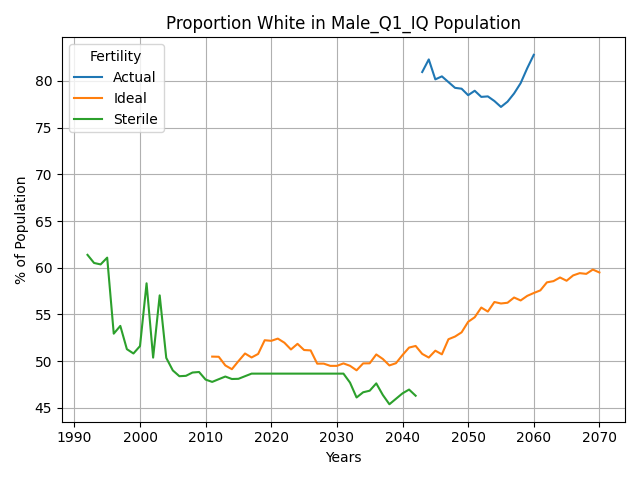 Proportion White in Male_Q1_IQ Population
Fertility
Actual
Ideal
Sterile
% of Population
80
75
70
65
60
55
50
45
1990
2000
2010
2020
2030
2040
2050
2060
2070
Years